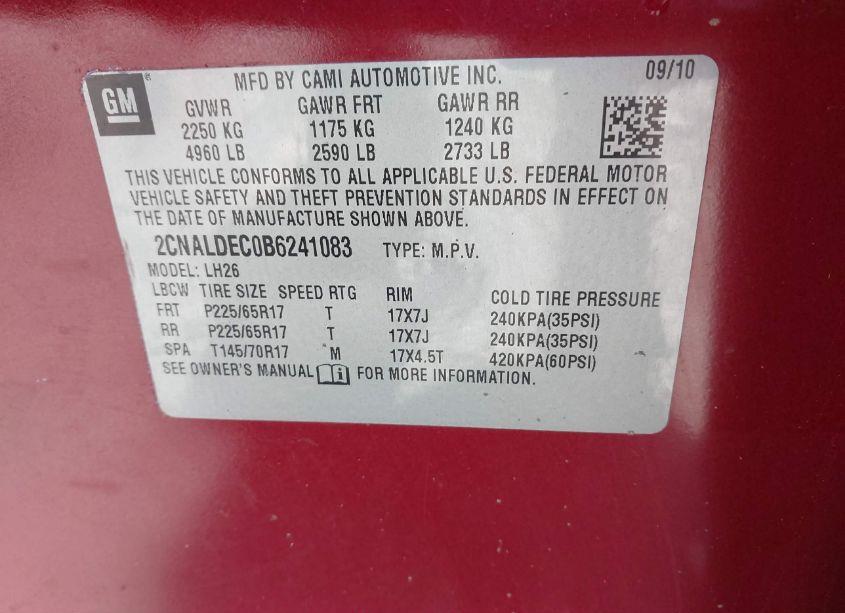 GM
MFD BY CAMI AUTOMOTIVE INC. 09/10
GVWR GAWR FRT GAWR RR
2250 KG 1175 KG 1240 KG
4960 LB 2590 LB 2733 LB
THIS VEHICLE CONFORMS TO ALL APPLICABLE U.S. FEDERAL MOTOR
VEHICLE SAFETY AND THEFT PREVENTION STANDARDS IN EFFECT ON
THE DATE OF MANUFACTURE SHOWN ABOVE.
2CNALDEC0B6241083 TYPE: M.P.V.
MODEL: LH26
LBCW TIRE SIZE SPEED RTG RIM COLD TIRE PRESSURE
FRT P225/65R17 T 17X7J 240KPA(35PSI)
RR P225/65R17 T 17X7J 240KPA(35PSI)
SPA T145/70R17 M 17X4.5T 420KPA(60PSI)
SEE OWNER'S MANUAL FOR MORE INFORMATION.